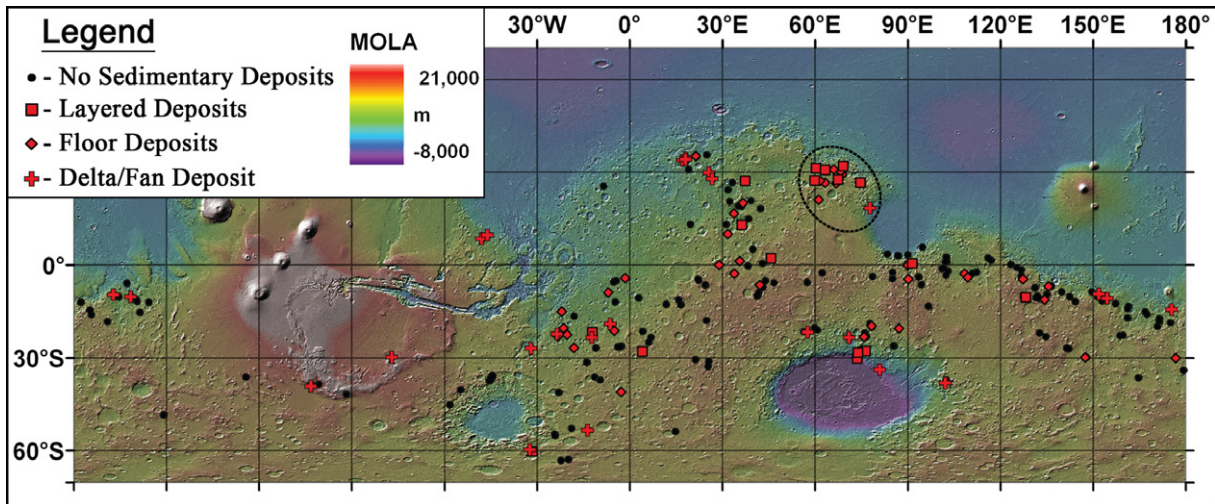 Legend
- No Sedimentary Deposits
- Layered Deposits
- Floor Deposits
- Delta/Fan Deposit
MOLA
21,000
m
-8,000
30°W 0° 30°E 60°E 90°E 120°E 150°E 180°
0°
30°S
60°S